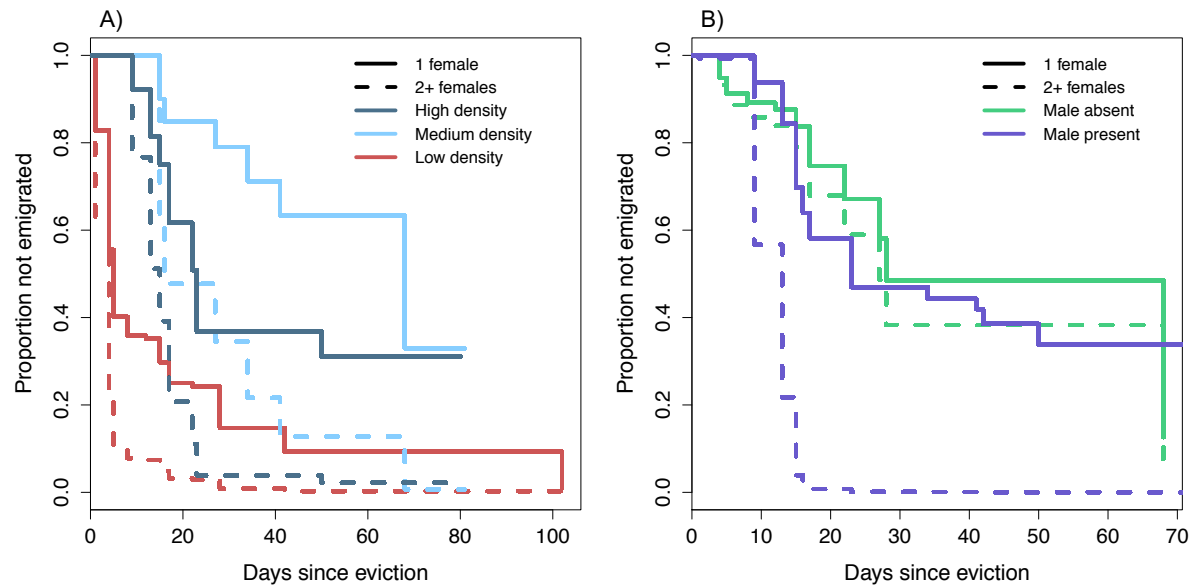 A)
1.0
0.8
0.6
0.4
0.2
0.0
Proportion not emigrated
1 female
2+ females
High density
Medium density
Low density
0
20
40
60
80
100
Days since eviction
B)
1.0
0.8
0.6
0.4
0.2
0.0
Proportion not emigrated
1 female
2+ females
Male absent
Male present
0
10
20
30
40
50
60
70
Days since eviction